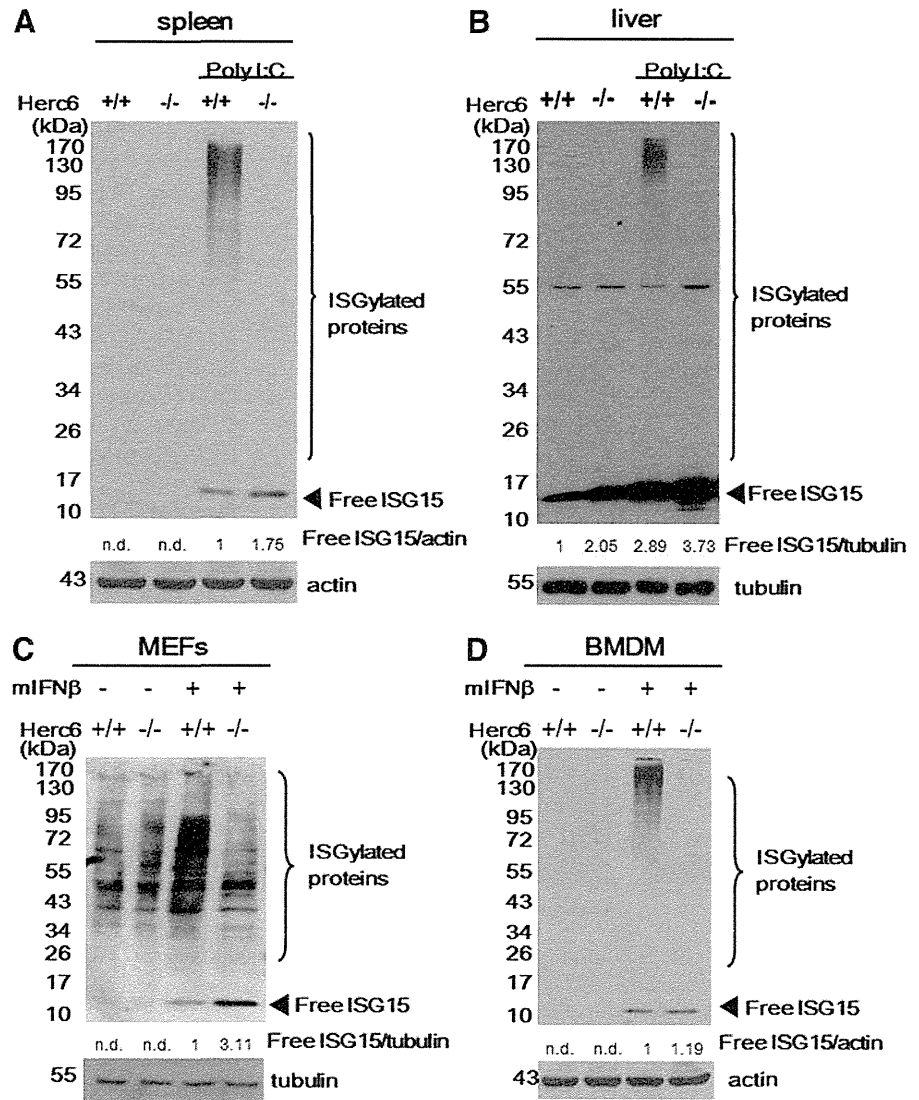 A
spleen
Poly I:C
Herc6 +/+ -/- +/+ -/-
(kDa)
170
130
95
72
55
43
34
26
17
10
ISGylated
proteins
Free ISG15
n.d. n.d. 1 1.75 Free ISG15/actin
43 actin
B
liver
Poly I:C
Herc6 +/+ -/- +/+ -/-
(kDa)
170
130
95
72
55
43
34
26
17
10
ISGylated
proteins
Free ISG15
1 2.05 2.89 3.73 Free ISG15/tubulin
55 tubulin
C
MEFs
mIFNβ - - + +
Herc6 +/+ -/- +/+ -/-
(kDa)
170
130
95
72
55
43
34
26
17
10
ISGylated
proteins
Free ISG15
n.d. n.d. 1 3.11 Free ISG15/tubulin
55 tubulin
D
BMDM
mIFNβ - - + +
Herc6 +/+ -/- +/+ -/-
(kDa)
170
130
95
72
55
43
34
26
17
10
ISGylated
proteins
Free ISG15
n.d. n.d. 1 1.19 Free ISG15/actin
43 actin